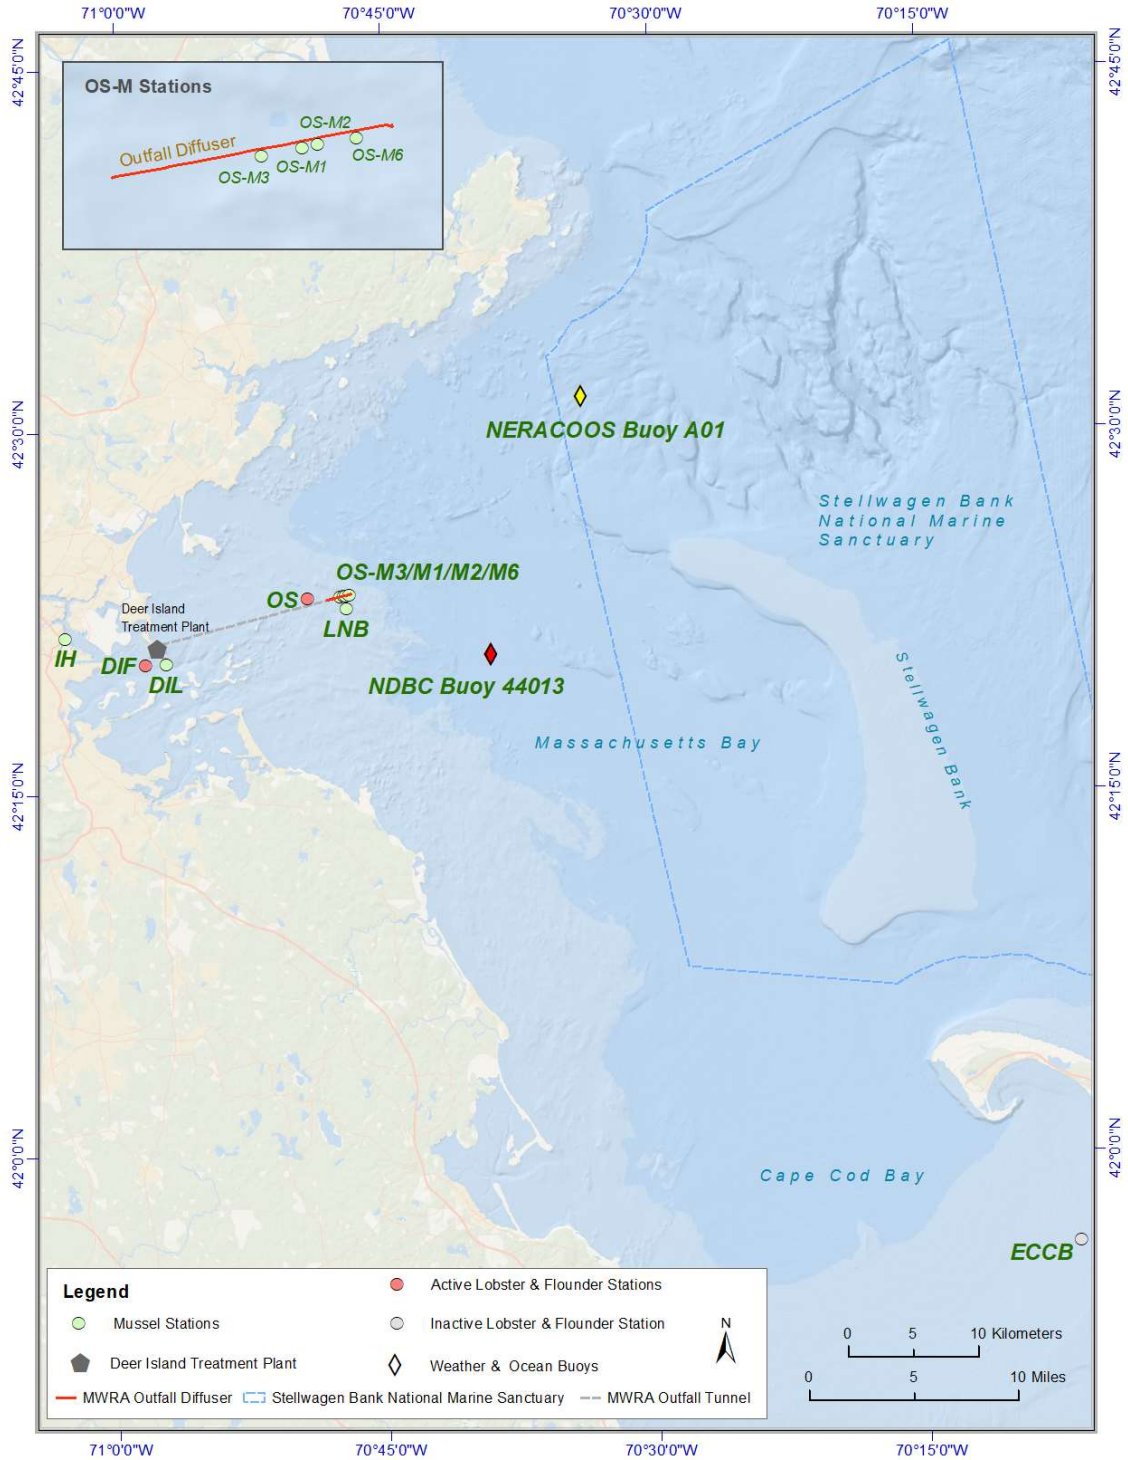 71°0'0"W 70°45'0"W 70°30'0"W 70°15'0"W
42°45'0"N
42°45'0"N
OS-M Stations
OS-M2
Outfall Diffuser
OS-M6
OS-M1
OS-M3
42°30'0"N
42°30'0"N
NERACOOS Buoy A01
Stellwagen Bank
National Marine
Sanctuary
OS-M3/M1/M2/M6
OS
LNB
Deer Island
Treatment Plant
IH
DIF
DIL
NDBC Buoy 44013
Stellwagen Bank
Massachusetts Bay
42°15'0"N
42°15'0"N
42°0'0"N
42°0'0"N
Cape Cod Bay
ECCB
Legend
Mussel Stations
Deer Island Treatment Plant
Active Lobster & Flounder Stations
Inactive Lobster & Flounder Station
Weather & Ocean Buoys
MWRA Outfall Diffuser
Stellwagen Bank National Marine Sanctuary
MWRA Outfall Tunnel
N
0 5 10 Kilometers
0 5 10 Miles
71°0'0"W 70°45'0"W 70°30'0"W 70°15'0"W